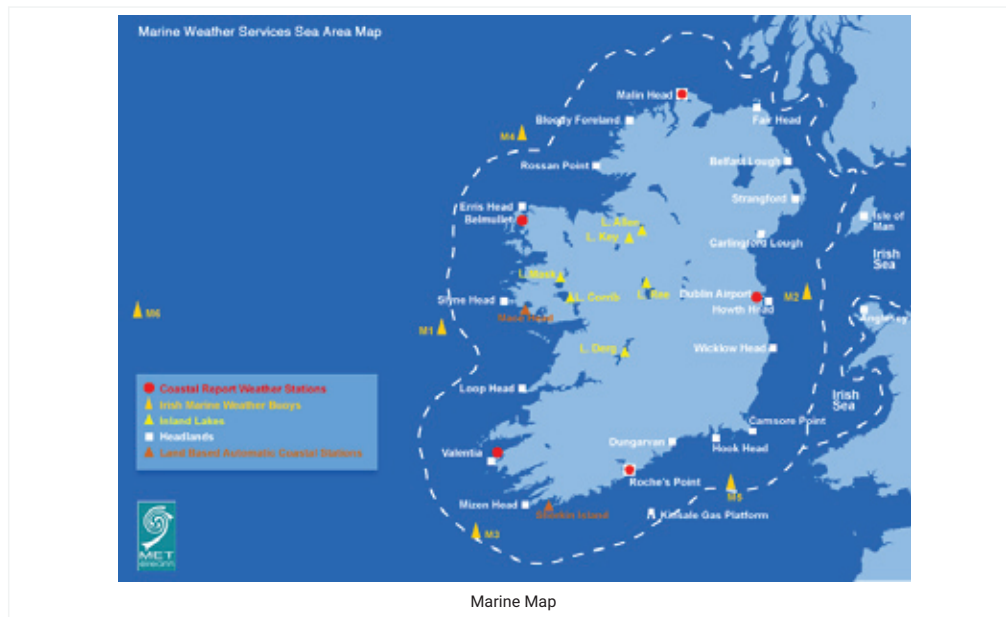 Marine Weather Services Sea Area Map
Malin Head
Bloody Foreland
Fair Head
M4
Rossan Point
Belfast Lough
Strangford
Erris Head
Belmullet
L. Allen
L. Key
Isle of
Man
Carlingford Lough
Irish
Sea
L. Mask
L. Corrib
L. Ree
Dublin Airport
M2
Slyne Head
Howth Head
Mace Head
Anglesey
M6
M1
L. Derg
Wicklow Head
Coastal Report Weather Stations
Irish Marine Weather Buoys
Inland Lakes
Headlands
Land Based Automatic Coastal Stations
Loop Head
Irish
Sea
Carnsore Point
Dungarvan
Hook Head
Valentia
Roche's Point
M5
Mizen Head
Sherkin Island
Kinsale Gas Platform
M3
MET
éireann
Marine Map